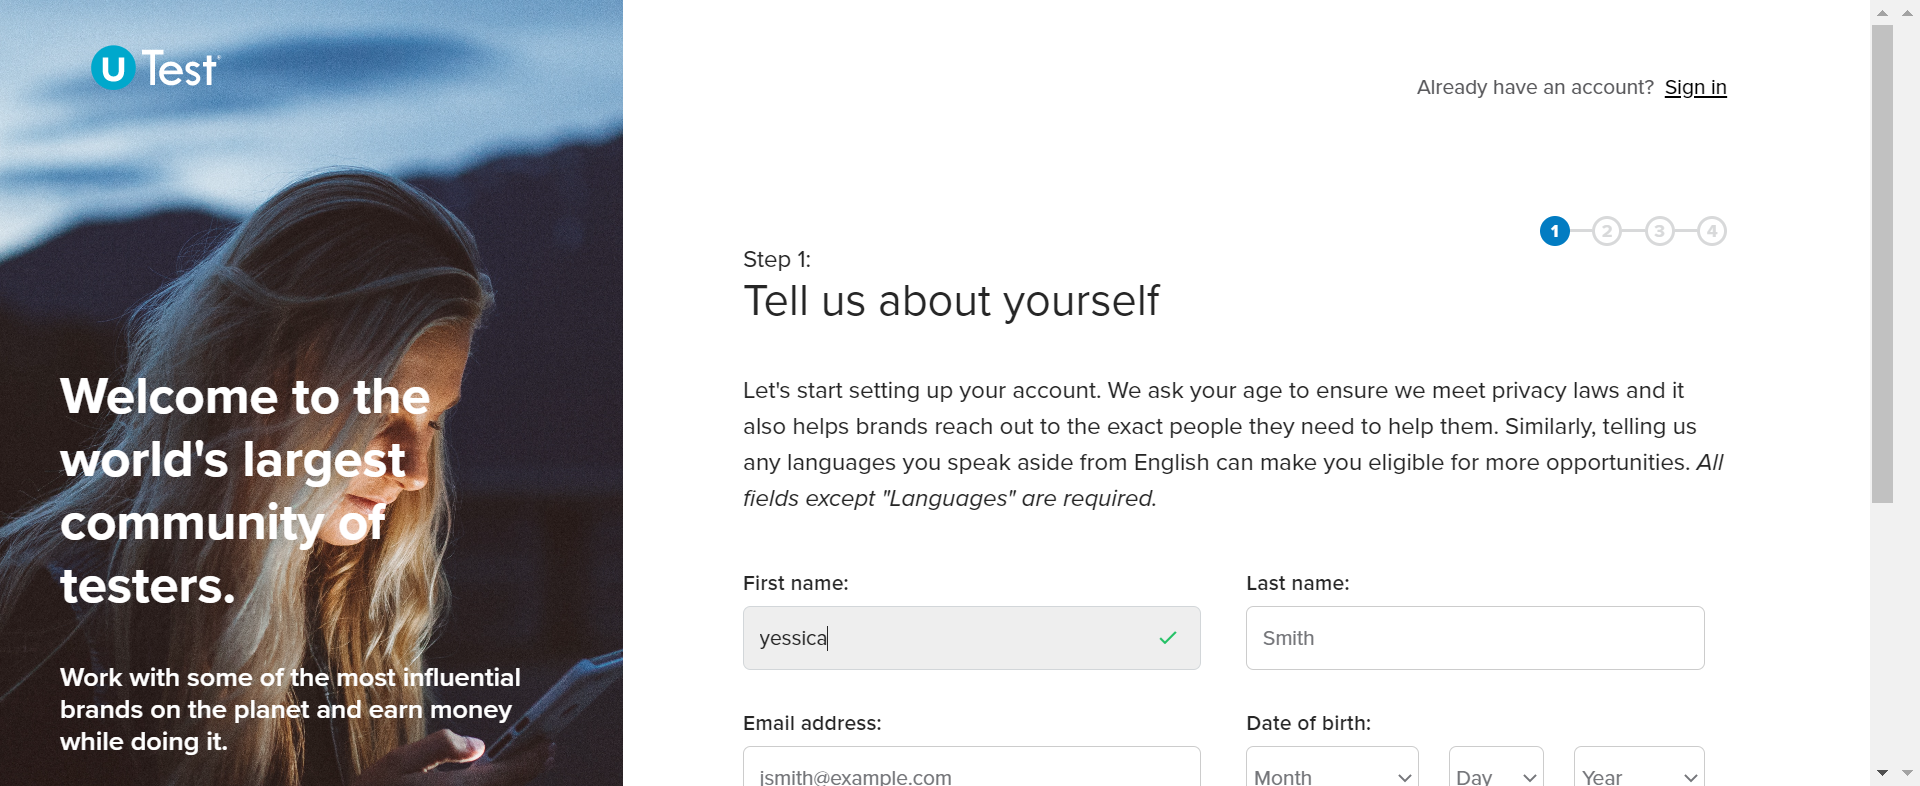 u Test
Already have an account? Sign in
1 2 3 4
Step 1:
Tell us about yourself
Let's start setting up your account. We ask your age to ensure we meet privacy laws and it
also helps brands reach out to the exact people they need to help them. Similarly, telling us
any languages you speak aside from English can make you eligible for more opportunities. All
fields except "Languages" are required.
Welcome to the
world's largest
community of
testers.
Work with some of the most influential
brands on the planet and earn money
while doing it.
First name:
Last name:
yessica
Smith
Email address:
Date of birth:
jsmith@example.com
Month
Day
Year